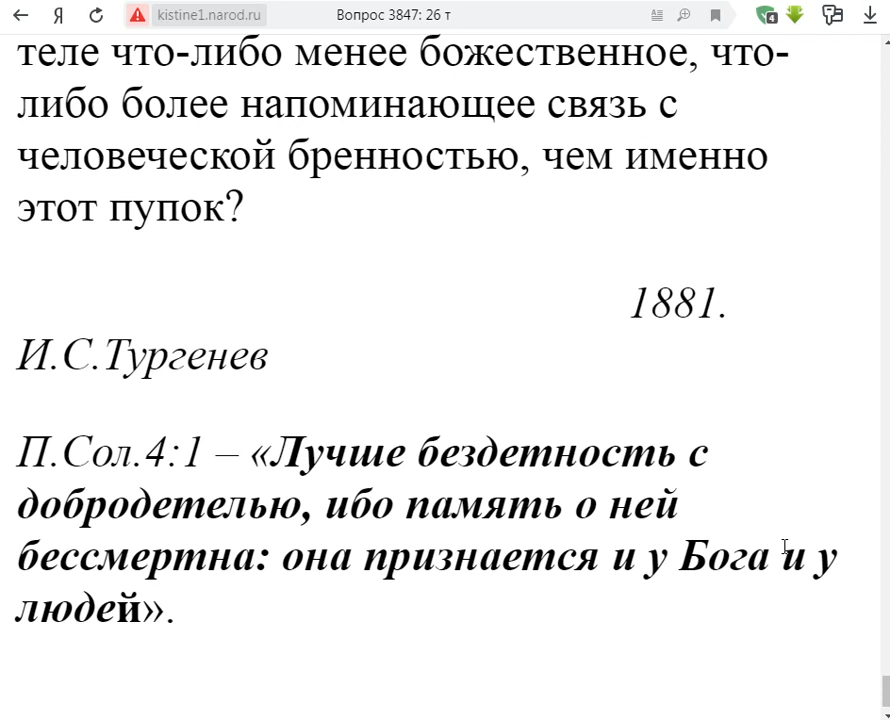 Я kistine1.narod.ru Вопрос 3847: 26 т 4
теле что-либо менее божественное, что-
либо более напоминающее связь с
человеческой бренностью, чем именно
этот пупок?
1881.
И.С.Тургенев
П.Сол.4:1 – «Лучше бездетность с
добродетелью, ибо память о ней
бессмертна: она признается и у Бога и у
людей».